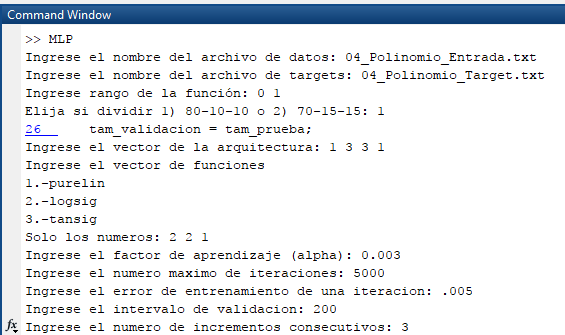 Command Window
>> MLP
Ingrese el nombre del archivo de datos: 04_Polinomio_Entrada.txt
Ingrese el nombre del archivo de targets: 04_Polinomio_Target.txt
Ingrese rango de la función: 0 1
Elija si dividir 1) 80-10-10 o 2) 70-15-15: 1
26 tam_validacion = tam_prueba;
Ingrese el vector de la arquitectura: 1 3 3 1
Ingrese el vector de funciones
1.-purelin
2.-logsig
3.-tansig
Solo los numeros: 2 2 1
Ingrese el factor de aprendizaje (alpha): 0.003
Ingrese el numero maximo de iteraciones: 5000
Ingrese el error de entrenamiento de una iteracion: .005
Ingrese el intervalo de validacion: 200
fx Ingrese el numero de incrementos consecutivos: 3